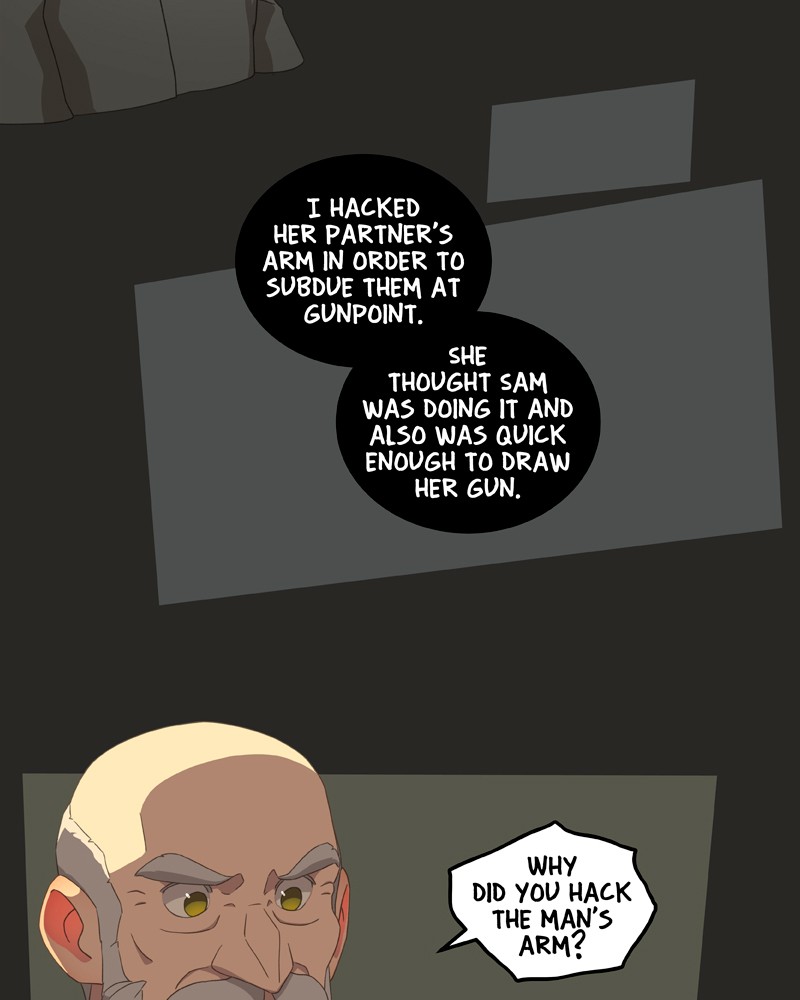 I HACKED
HER PARTNER'S
ARM IN ORDER TO
SUBDUE THEM AT
GUNPOINT.
SHE
THOUGHT SAM
WAS DOING IT AND
ALSO WAS QUICK
ENOUGH TO DRAW
HER GUN.
WHY
DID YOU HACK
THE MAN'S
ARM?